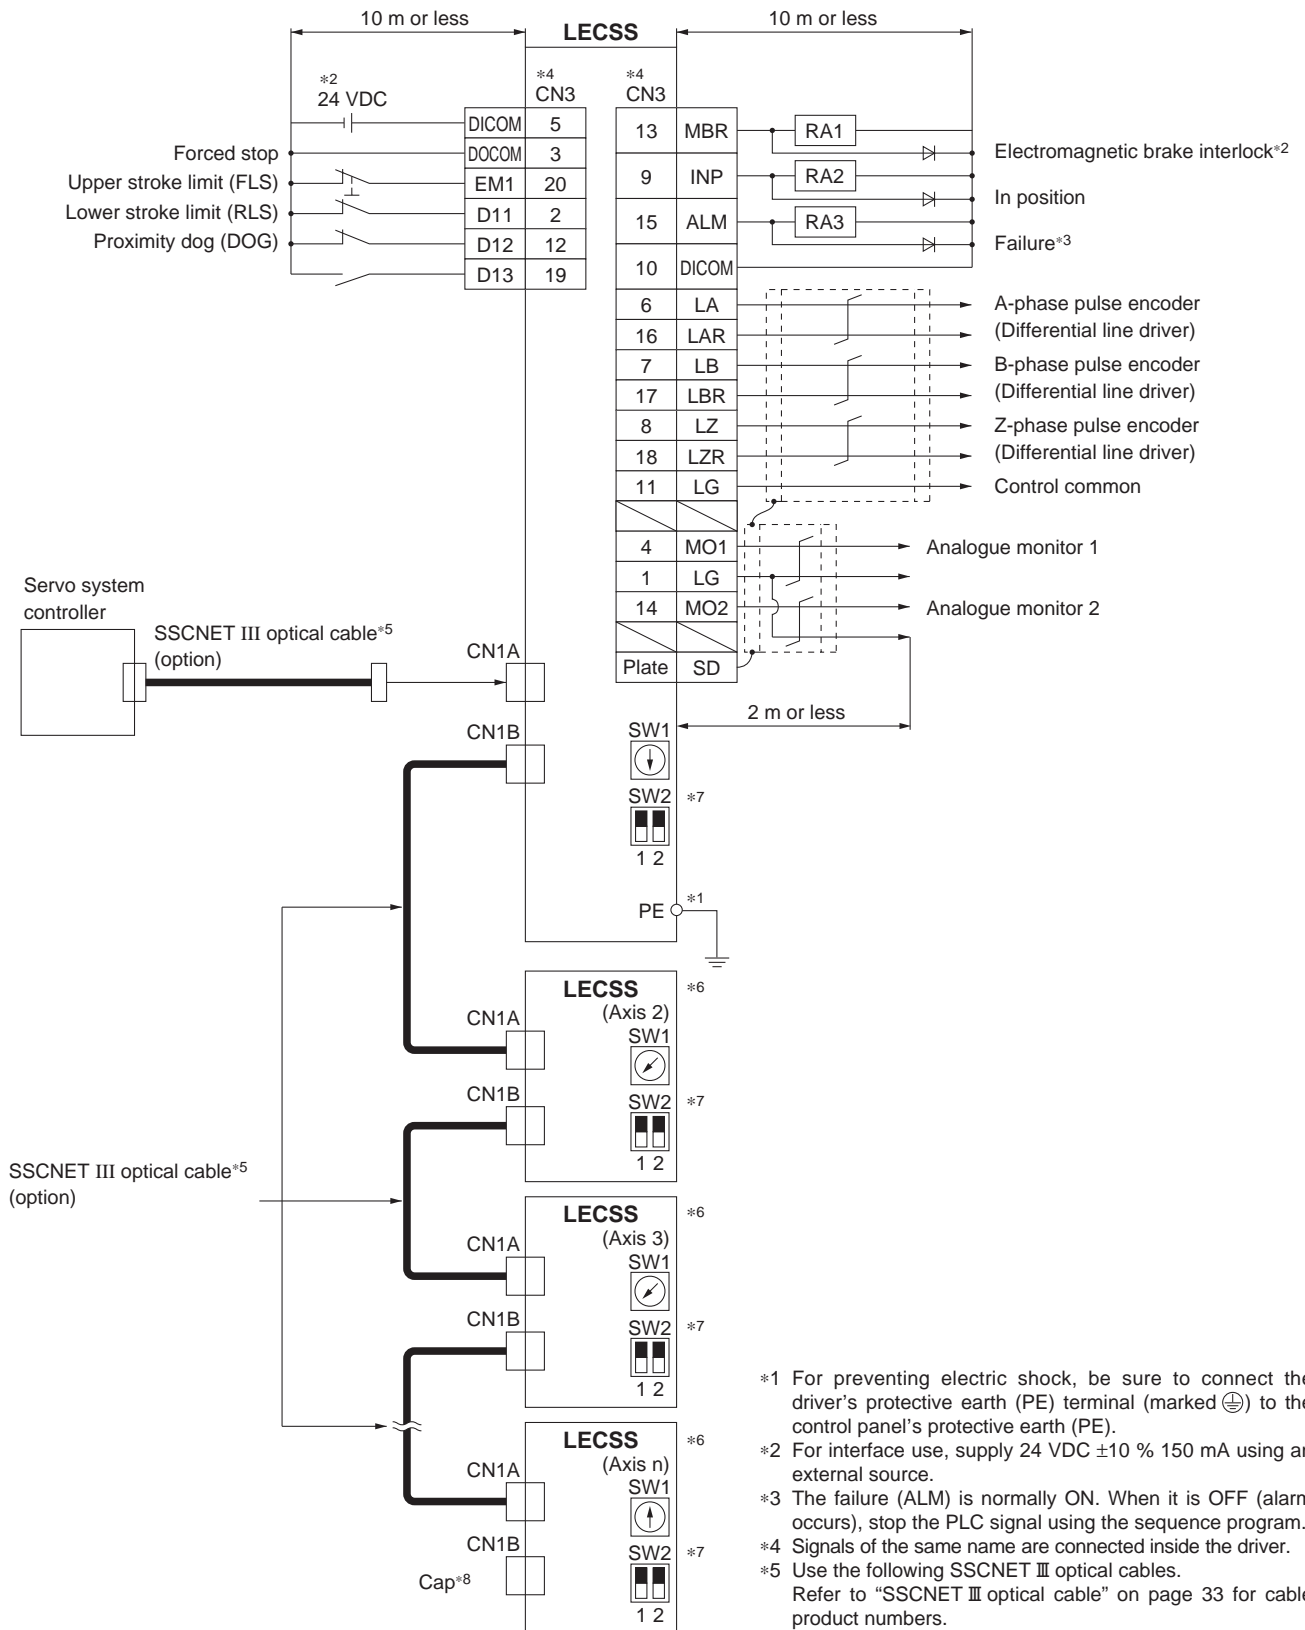 10 m or less
LECSS
10 m or less
*2
24 VDC
*4
CN3
*4
CN3
DICOM 5
Forced stop
DOCOM 3
Upper stroke limit (FLS)
EM1 20
Lower stroke limit (RLS)
D11 2
Proximity dog (DOG)
D12 12
D13 19
13 MBR RA1
Electromagnetic brake interlock*2
9 INP RA2
In position
15 ALM RA3
Failure*3
10 DICOM
6 LA
A-phase pulse encoder
16 LAR
(Differential line driver)
7 LB
B-phase pulse encoder
17 LBR
(Differential line driver)
8 LZ
Z-phase pulse encoder
18 LZR
(Differential line driver)
11 LG
Control common
4 MO1
Analogue monitor 1
1 LG
14 MO2
Analogue monitor 2
Plate SD
2 m or less
Servo system
controller
SSCNET III optical cable*5
(option)
CN1A
CN1B
SW1
SW2 *7
1 2
PE *1
LECSS *6
(Axis 2)
CN1A
SW1
CN1B
SW2 *7
1 2
SSCNET III optical cable*5
(option)
LECSS *6
(Axis 3)
CN1A
SW1
CN1B
SW2 *7
1 2
LECSS *6
(Axis n)
CN1A
SW1
CN1B
Cap*8
SW2 *7
1 2
*1 For preventing electric shock, be sure to connect the
driver's protective earth (PE) terminal (marked ⏚) to the
control panel's protective earth (PE).
*2 For interface use, supply 24 VDC ±10 % 150 mA using an
external source.
*3 The failure (ALM) is normally ON. When it is OFF (alarm
occurs), stop the PLC signal using the sequence program.
*4 Signals of the same name are connected inside the driver.
*5 Use the following SSCNET Ⅲ optical cables.
Refer to “SSCNET Ⅲ optical cable” on page 33 for cable
product numbers.